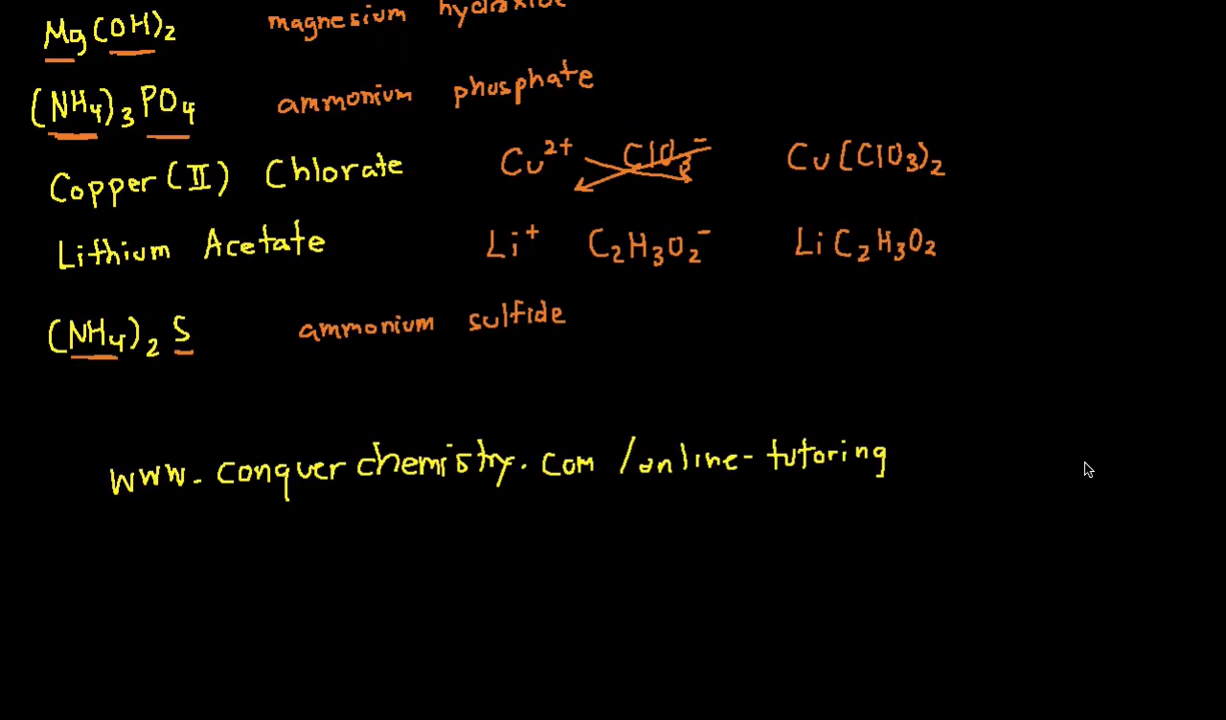 Mg(OH)₂ magnesium hydroxide
(NH₄)₃PO₄ ammonium phosphate
Copper(II) Chlorate Cu²⁺ ClO₃⁻ Cu(ClO₃)₂
Lithium Acetate Li⁺ C₂H₃O₂⁻ LiC₂H₃O₂
(NH₄)₂S ammonium sulfide
www.conquerchemistry.com/online-tutoring